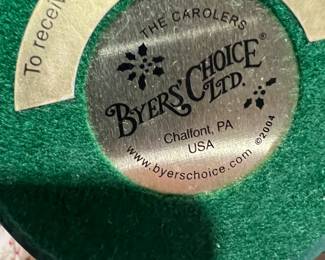 To receiv
THE CAROLERS
BYERS' CHOICE®
LTD.
Chalfont, PA
USA
www.byerschoice.com ©2004